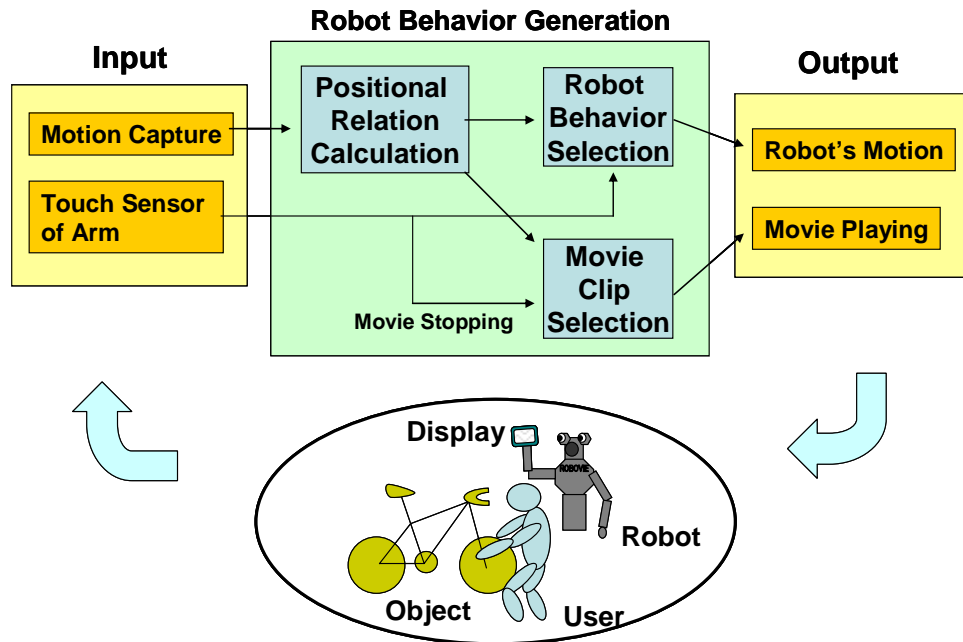 Robot Behavior Generation
Input
Output
Motion Capture
Touch Sensor
of Arm
Positional
Relation
Calculation
Robot
Behavior
Selection
Movie
Clip
Selection
Movie Stopping
Robot's Motion
Movie Playing
Display
ROBOVIE
Robot
Object
User